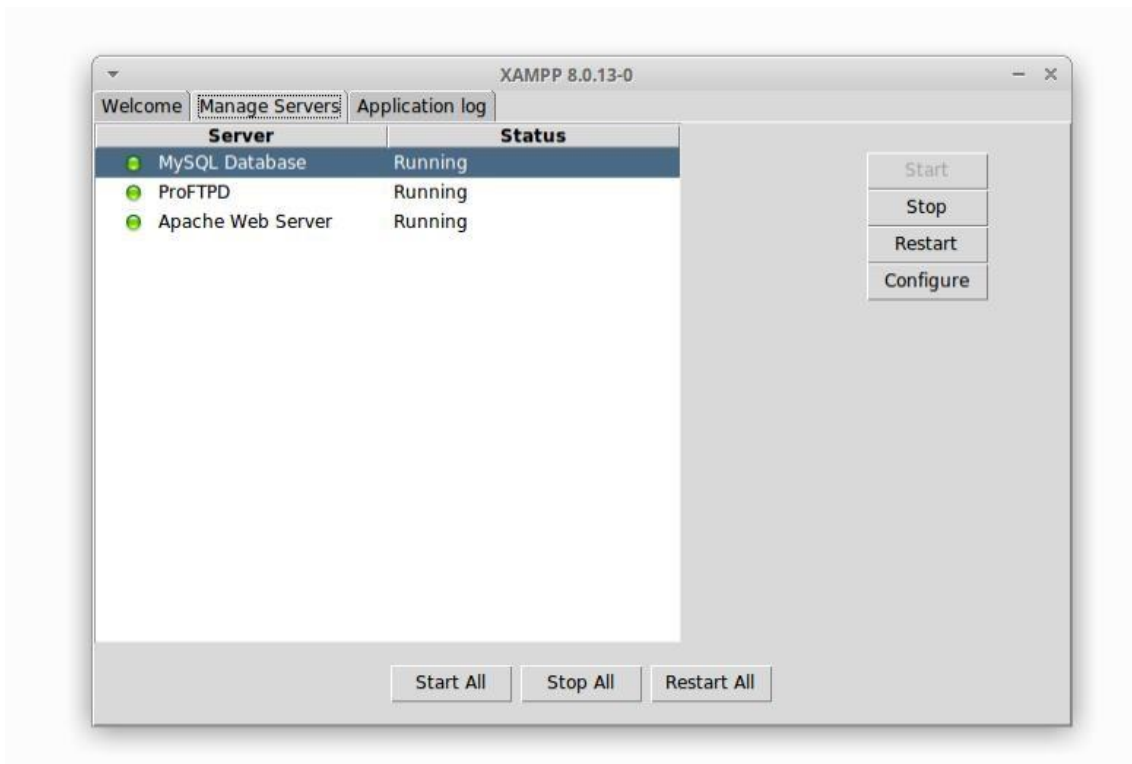 XAMPP 8.0.13-0
Welcome Manage Servers Application log
Server Status
MySQL Database Running
ProFTPD Running
Apache Web Server Running
Start
Stop
Restart
Configure
Start All Stop All Restart All